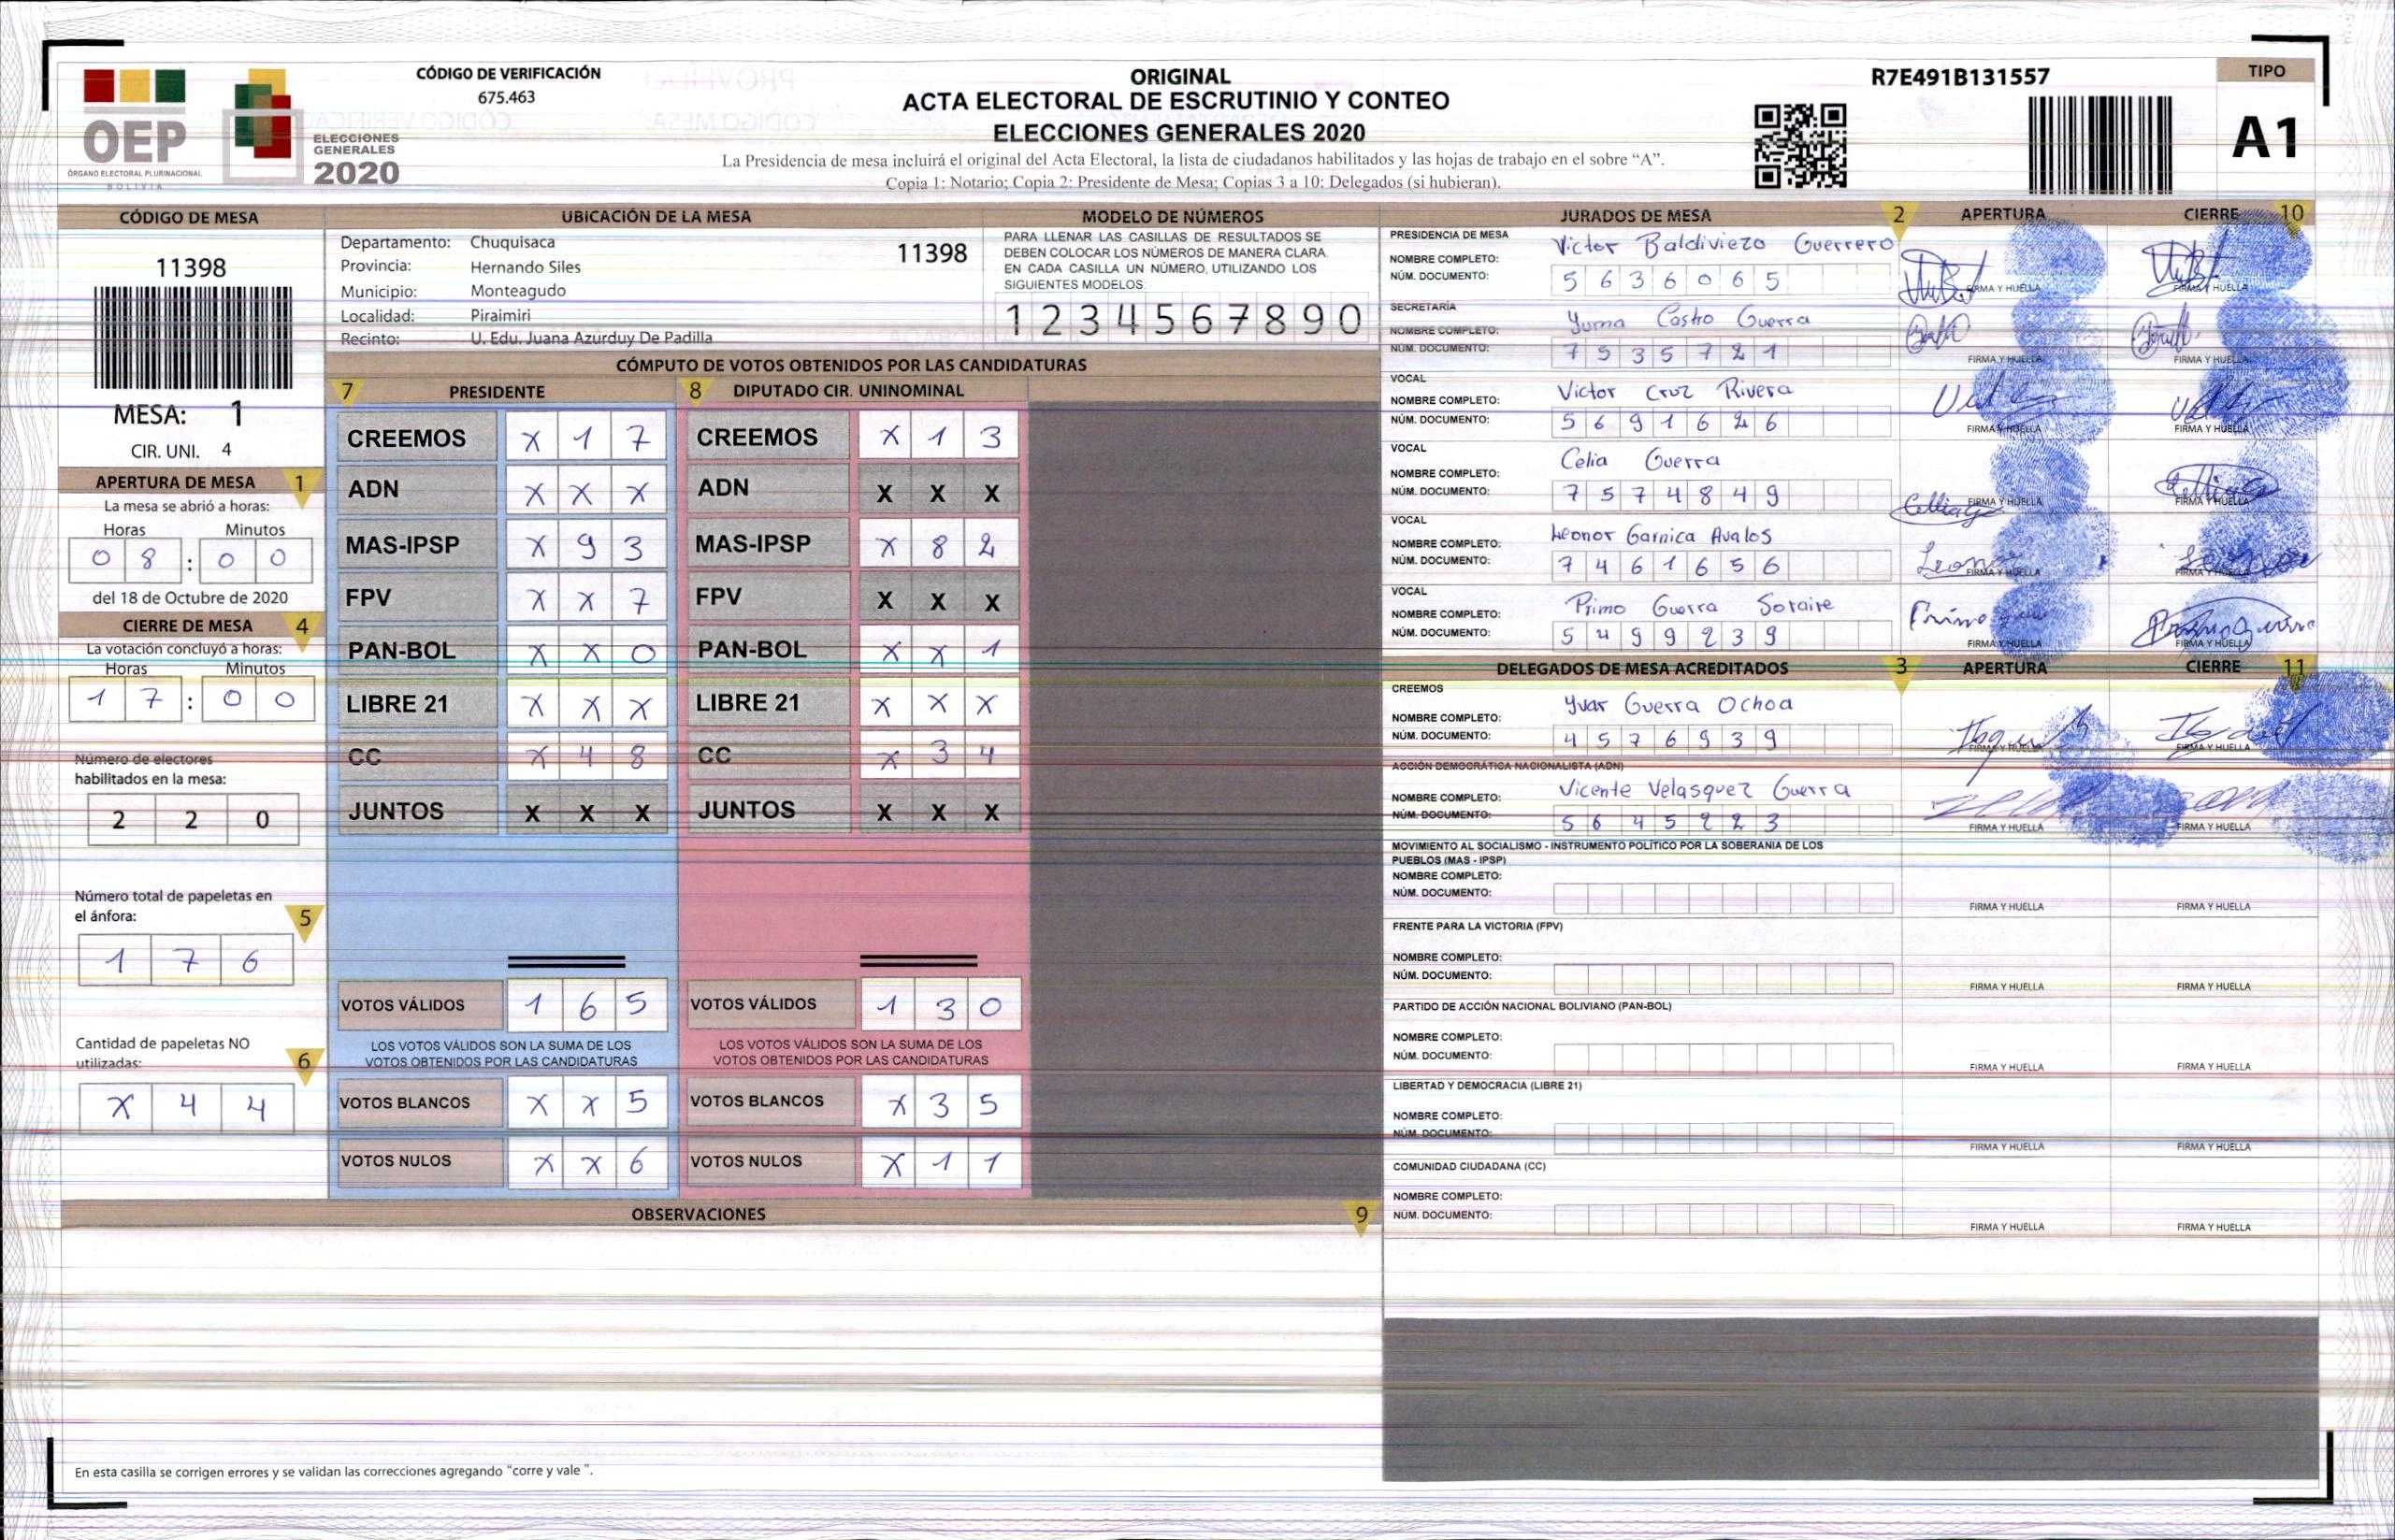 CÓDIGO DE VERIFICACIÓN
675.463
OEP
ÓRGANO ELECTORAL PLURINACIONAL
BOLIVIA
ELECCIONES
GENERALES
2020
ORIGINAL
ACTA ELECTORAL DE ESCRUTINIO Y CONTEO
ELECCIONES GENERALES 2020
La Presidencia de mesa incluirá el original del Acta Electoral, la lista de ciudadanos habilitados y las hojas de trabajo en el sobre “A”.
Copia 1: Notario; Copia 2: Presidente de Mesa; Copias 3 a 10: Delegados (si hubieran).
R7E491B131557
TIPO
A1
CÓDIGO DE MESA
11398
MESA: 1
CIR. UNI. 4
APERTURA DE MESA 1
La mesa se abrió a horas:
Horas Minutos
0 8 : 0 0
del 18 de Octubre de 2020
CIERRE DE MESA 4
La votación concluyó a horas:
Horas Minutos
1 7 : 0 0
Número de electores
habilitados en la mesa:
2 2 0
Número total de papeletas en
el ánfora: 5
1 7 6
Cantidad de papeletas NO
utilizadas: 6
X 4 4
UBICACIÓN DE LA MESA
Departamento: Chuquisaca 11398
Provincia: Hernando Siles
Municipio: Monteagudo
Localidad: Piraimiri
Recinto: U. Edu. Juana Azurduy De Padilla
MODELO DE NÚMEROS
PARA LLENAR LAS CASILLAS DE RESULTADOS SE
DEBEN COLOCAR LOS NÚMEROS DE MANERA CLARA.
EN CADA CASILLA UN NÚMERO, UTILIZANDO LOS
SIGUIENTES MODELOS.
1 2 3 4 5 6 7 8 9 0
CÓMPUTO DE VOTOS OBTENIDOS POR LAS CANDIDATURAS
7 PRESIDENTE 8 DIPUTADO CIR. UNINOMINAL
CREEMOS X 1 7 CREEMOS X 1 3
ADN X X X ADN X X X
MAS-IPSP X 9 3 MAS-IPSP X 8 2
FPV X X 7 FPV X X X
PAN-BOL X X 0 PAN-BOL X X 1
LIBRE 21 X X X LIBRE 21 X X X
CC X 4 8 CC X 3 4
JUNTOS X X X JUNTOS X X X
VOTOS VÁLIDOS 1 6 5 VOTOS VÁLIDOS 1 3 0
LOS VOTOS VÁLIDOS SON LA SUMA DE LOS LOS VOTOS VÁLIDOS SON LA SUMA DE LOS
VOTOS OBTENIDOS POR LAS CANDIDATURAS VOTOS OBTENIDOS POR LAS CANDIDATURAS
VOTOS BLANCOS X X 5 VOTOS BLANCOS X 3 5
VOTOS NULOS X X 6 VOTOS NULOS X 1 1
OBSERVACIONES 9
En esta casilla se corrigen errores y se validan las correcciones agregando “corre y vale ”.
JURADOS DE MESA 2 APERTURA CIERRE 10
PRESIDENCIA DE MESA
NOMBRE COMPLETO: Victor Baldiviezo Guerrero
NÚM. DOCUMENTO: 5 6 3 6 0 6 5 FIRMA Y HUELLA FIRMA Y HUELLA
SECRETARÍA
NOMBRE COMPLETO: Yuma Castro Guerra
NÚM. DOCUMENTO: 7 5 3 5 7 2 1 FIRMA Y HUELLA FIRMA Y HUELLA
VOCAL
NOMBRE COMPLETO: Victor Cruz Rivera
NÚM. DOCUMENTO: 5 6 9 1 6 2 6 FIRMA Y HUELLA FIRMA Y HUELLA
VOCAL
NOMBRE COMPLETO: Celia Guerra
NÚM. DOCUMENTO: 7 5 7 4 8 4 9 FIRMA Y HUELLA FIRMA Y HUELLA
VOCAL
NOMBRE COMPLETO: Leonor Garnica Avalos
NÚM. DOCUMENTO: 7 4 6 1 6 5 6 FIRMA Y HUELLA FIRMA Y HUELLA
VOCAL
NOMBRE COMPLETO: Primo Guerra Soraire
NÚM. DOCUMENTO: 5 4 9 9 2 3 9 FIRMA Y HUELLA FIRMA Y HUELLA
DELEGADOS DE MESA ACREDITADOS 3 APERTURA CIERRE 11
CREEMOS
NOMBRE COMPLETO: Yvar Guerra Ochoa
NÚM. DOCUMENTO: 4 5 7 6 9 3 9 FIRMA Y HUELLA FIRMA Y HUELLA
ACCIÓN DEMOCRÁTICA NACIONALISTA (ADN)
NOMBRE COMPLETO: Vicente Velasquez Guerra
NÚM. DOCUMENTO: 5 6 4 5 2 2 3 FIRMA Y HUELLA FIRMA Y HUELLA
MOVIMIENTO AL SOCIALISMO - INSTRUMENTO POLÍTICO POR LA SOBERANÍA DE LOS
PUEBLOS (MAS - IPSP)
NOMBRE COMPLETO:
NÚM. DOCUMENTO: FIRMA Y HUELLA FIRMA Y HUELLA
FRENTE PARA LA VICTORIA (FPV)
NOMBRE COMPLETO:
NÚM. DOCUMENTO: FIRMA Y HUELLA FIRMA Y HUELLA
PARTIDO DE ACCIÓN NACIONAL BOLIVIANO (PAN-BOL)
NOMBRE COMPLETO:
NÚM. DOCUMENTO: FIRMA Y HUELLA FIRMA Y HUELLA
LIBERTAD Y DEMOCRACIA (LIBRE 21)
NOMBRE COMPLETO:
NÚM. DOCUMENTO: FIRMA Y HUELLA FIRMA Y HUELLA
COMUNIDAD CIUDADANA (CC)
NOMBRE COMPLETO:
NÚM. DOCUMENTO: FIRMA Y HUELLA FIRMA Y HUELLA